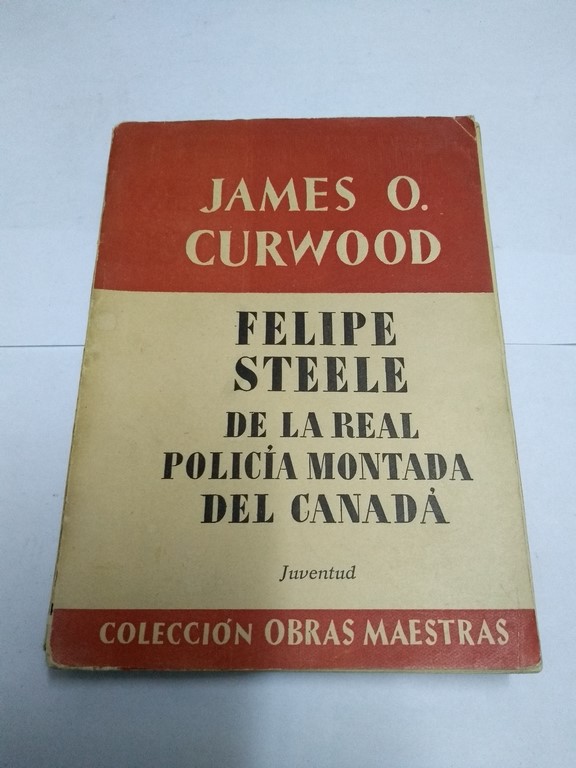 JAMES O.
CURWOOD
FELIPE
STEELE
DE LA REAL
POLICÍA MONTADA
DEL CANADÁ
Juventud
COLECCIÓN OBRAS MAESTRAS